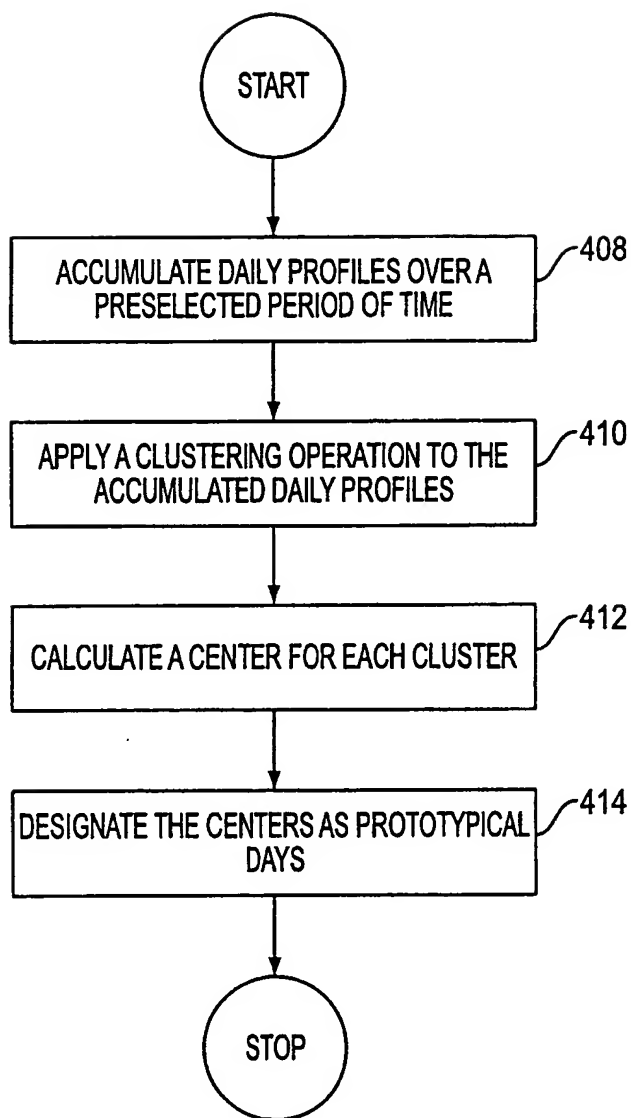 START
ACCUMULATE DAILY PROFILES OVER A
PRESELECTED PERIOD OF TIME
408
APPLY A CLUSTERING OPERATION TO THE
ACCUMULATED DAILY PROFILES
410
CALCULATE A CENTER FOR EACH CLUSTER
412
DESIGNATE THE CENTERS AS PROTOTYPICAL
DAYS
414
STOP